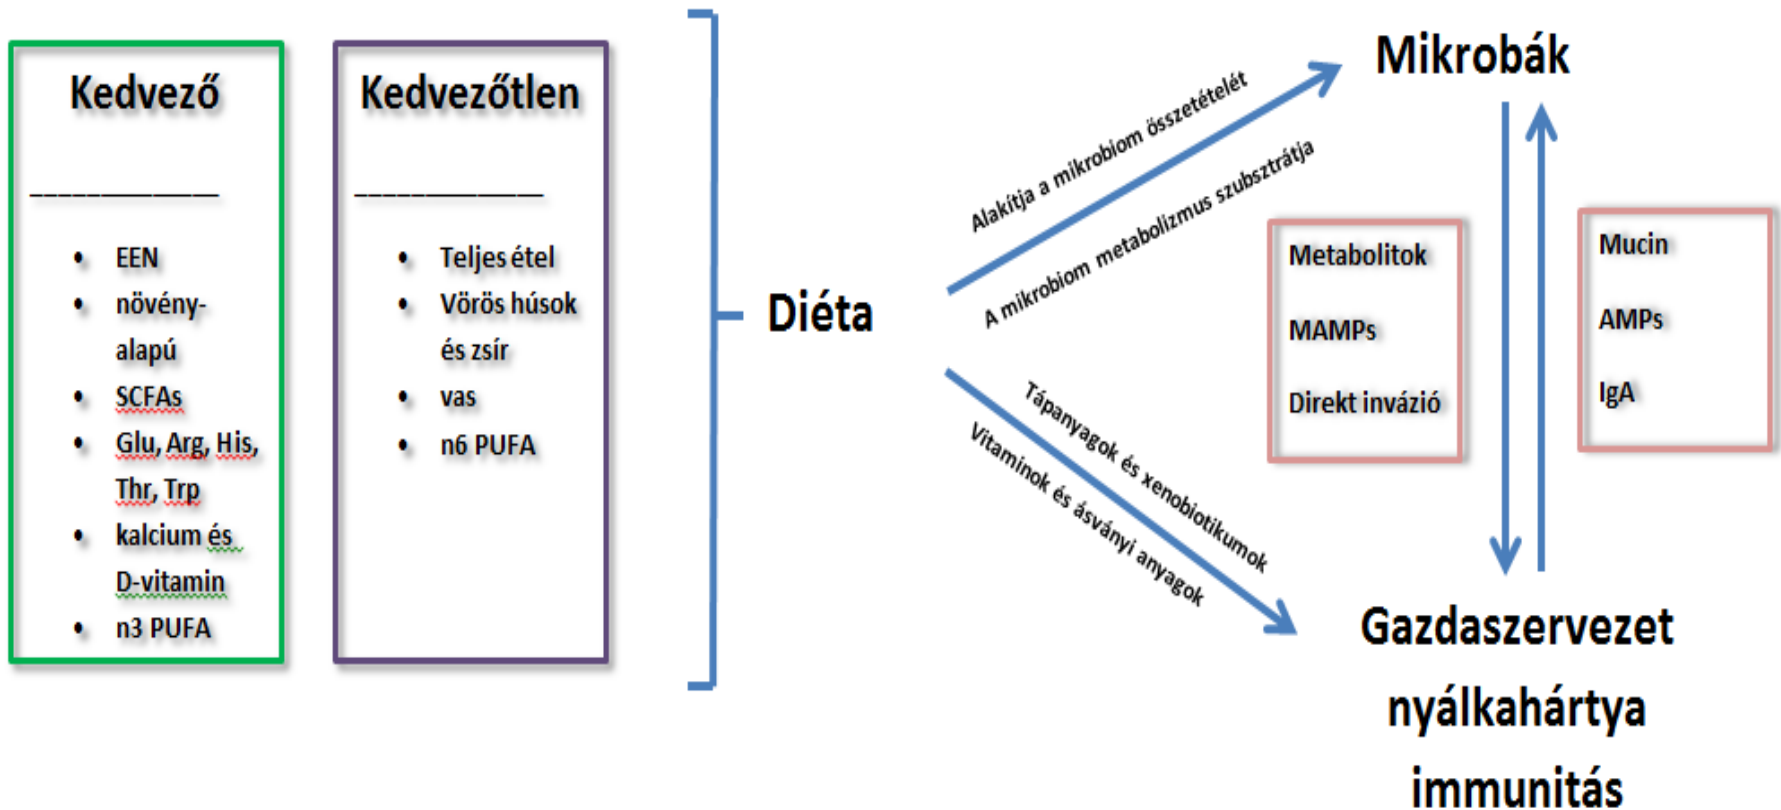 Kedvező
_______________
• EEN
• növény-
alapú
• SCFAs
• Glu, Arg, His,
Thr, Trp
• kalcium és
D-vitamin
• n3 PUFA
Kedvezőtlen
_______________
• Teljes étel
• Vörös húsok
és zsír
• vas
• n6 PUFA
Diéta
Alakítja a mikrobiom összetételét
A mikrobiom metabolizmus szubsztrátja
Tápanyagok és xenobiotikumok
Vitaminok és ásványi anyagok
Mikrobák
Metabolitok
MAMPs
Direkt invázió
Mucin
AMPs
IgA
Gazdaszervezet
nyálkahártya
immunitás